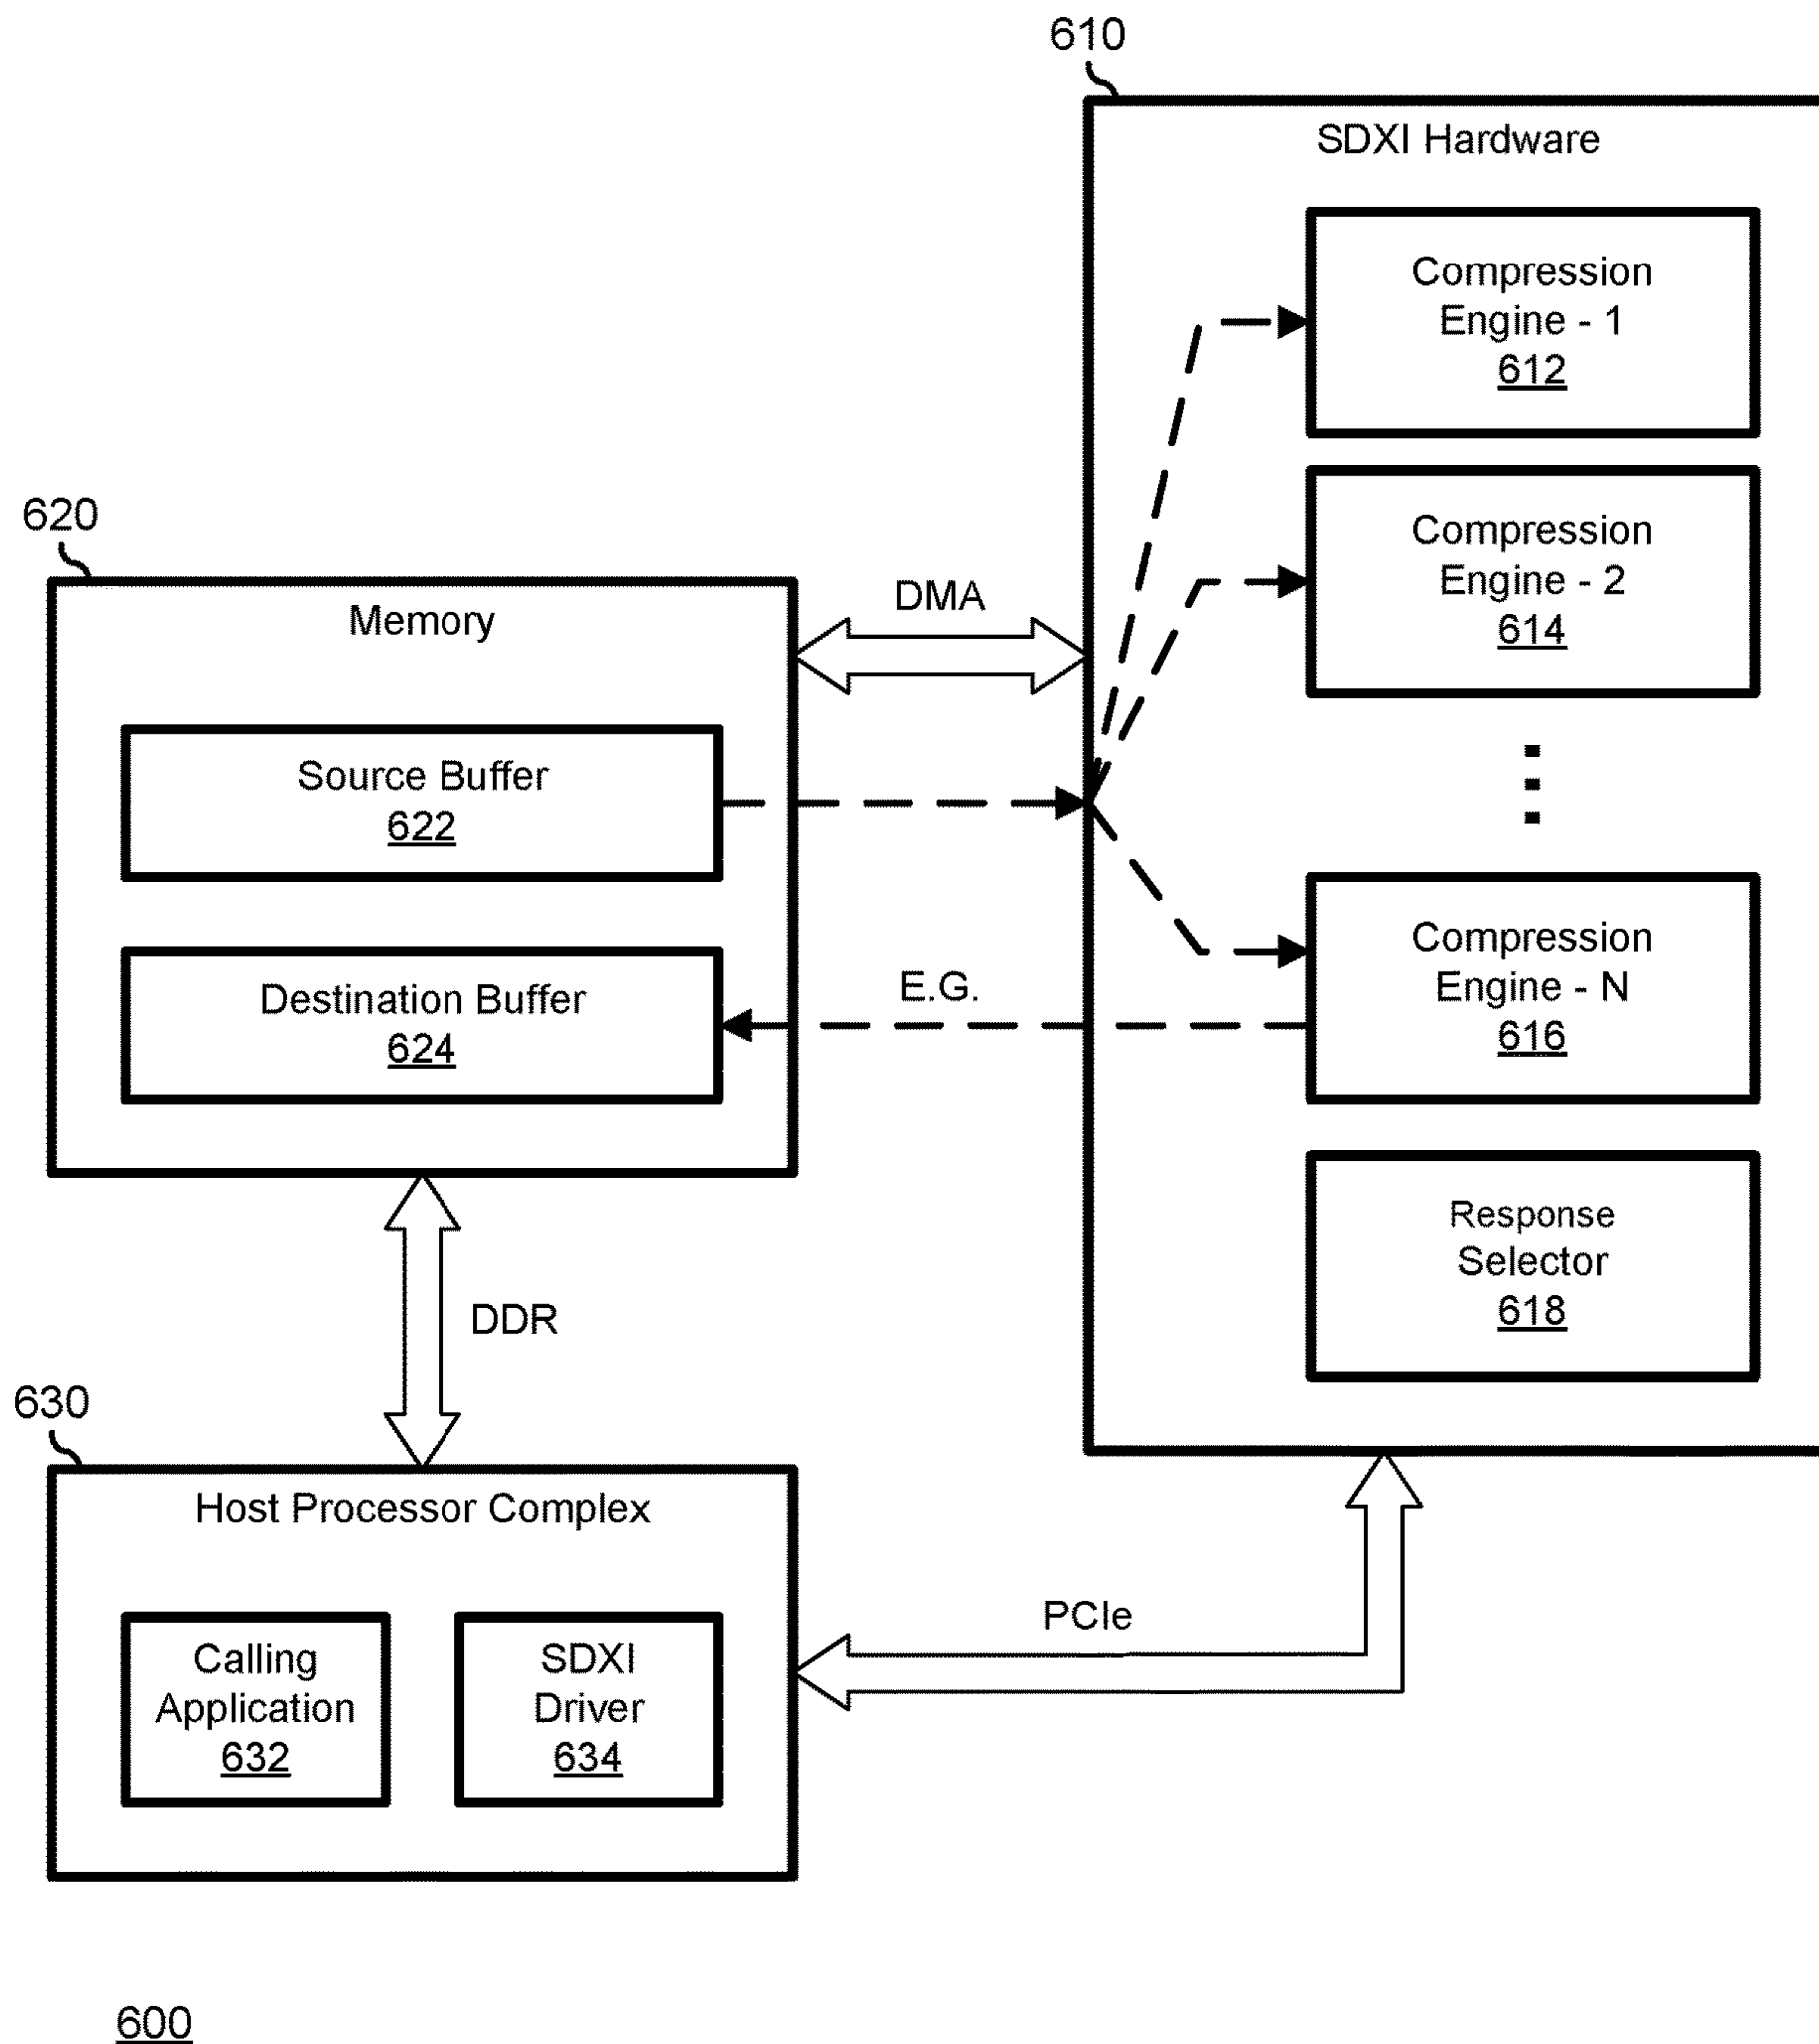 610
SDXI Hardware
Compression
Engine - 1
612
Compression
Engine - 2
614
620
Memory
DMA
Source Buffer
622
Destination Buffer
624
E.G.
Compression
Engine - N
616
Response
Selector
618
DDR
630
Host Processor Complex
Calling
Application
632
SDXI
Driver
634
PCIe
600